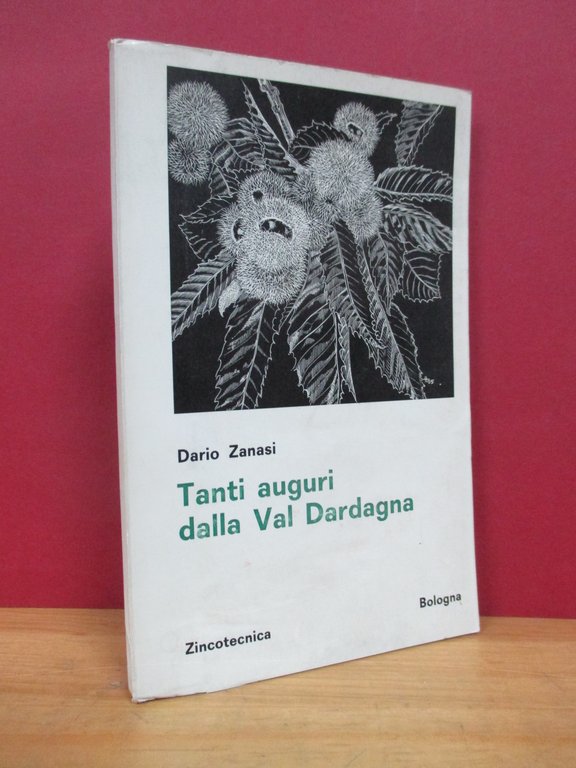 Dario Zanasi
Tanti auguri
dalla Val Dardagna
Bologna
Zincotecnica